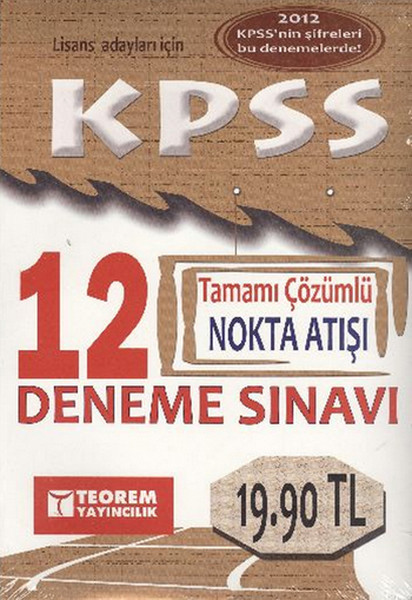 2012
KPSS'nin şifreleri
bu denemelerde!
Lisans adayları için
KPSS
12
Tamamı Çözümlü
NOKTA ATIŞI
DENEME SINAVI
TEOREM
YAYINCILIK
19.90 TL